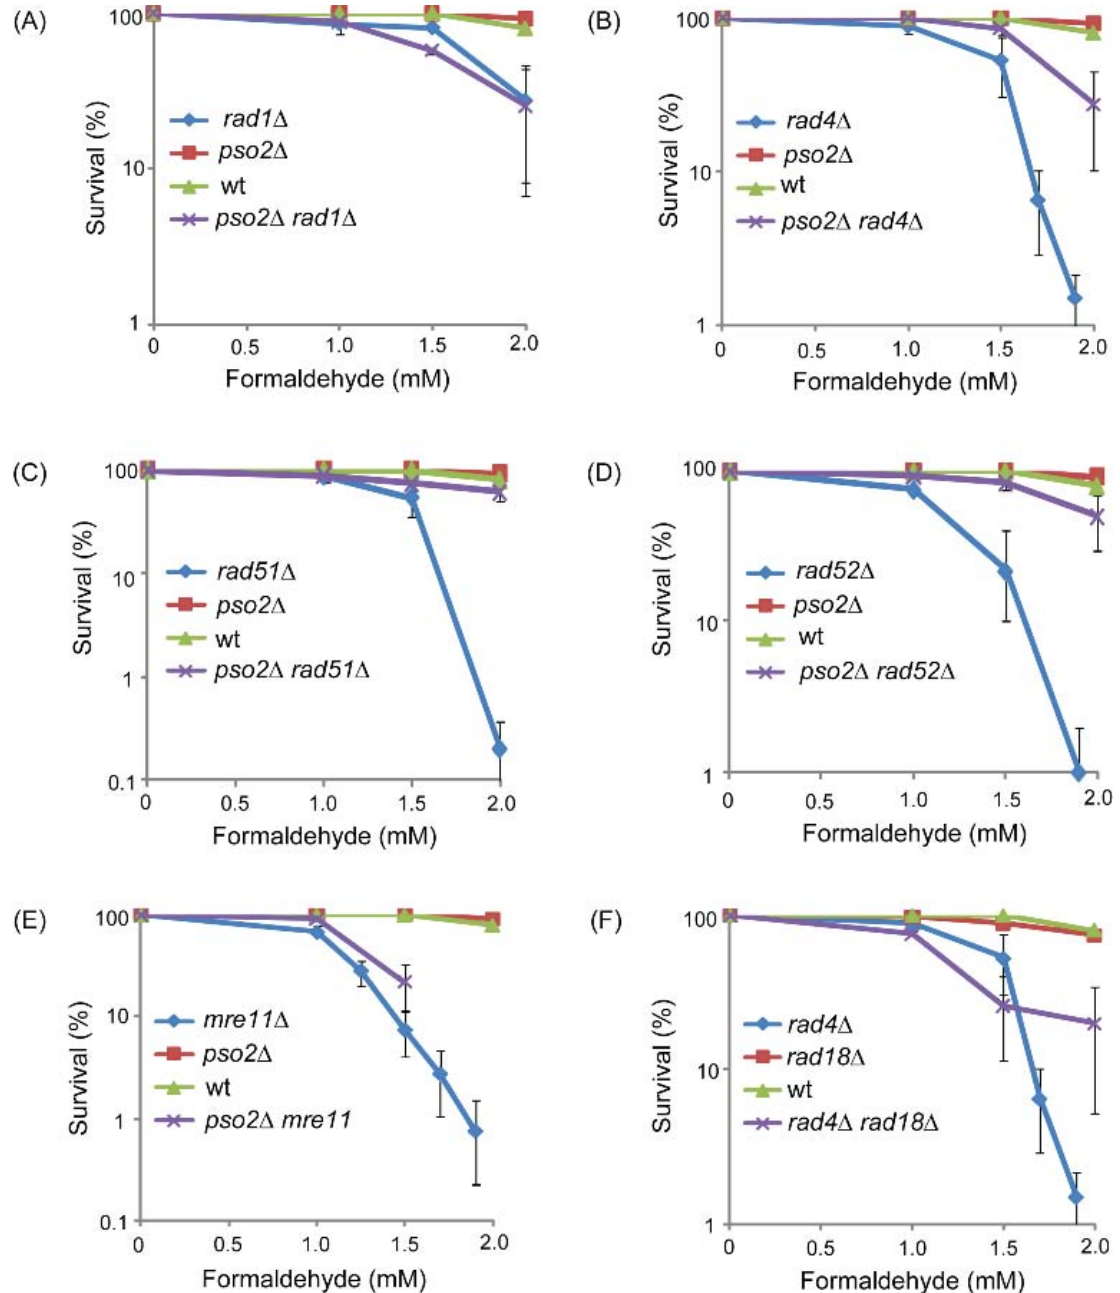 (A)
100
10
1
Survival (%)
rad1Δ
pso2Δ
wt
pso2Δ rad1Δ
0 0.5 1.0 1.5 2.0
Formaldehyde (mM)
(B)
100
10
1
Survival (%)
rad4Δ
pso2Δ
wt
pso2Δ rad4Δ
0 0.5 1.0 1.5 2.0
Formaldehyde (mM)
(C)
100
10
1
0.1
Survival (%)
rad51Δ
pso2Δ
wt
pso2Δ rad51Δ
0 0.5 1.0 1.5 2.0
Formaldehyde (mM)
(D)
100
10
1
Survival (%)
rad52Δ
pso2Δ
wt
pso2Δ rad52Δ
0 0.5 1.0 1.5 2.0
Formaldehyde (mM)
(E)
100
10
1
0.1
Survival (%)
mre11Δ
pso2Δ
wt
pso2Δ mre11
0 0.5 1.0 1.5 2.0
Formaldehyde (mM)
(F)
100
10
1
Survival (%)
rad4Δ
rad18Δ
wt
rad4Δ rad18Δ
0 0.5 1.0 1.5 2.0
Formaldehyde (mM)